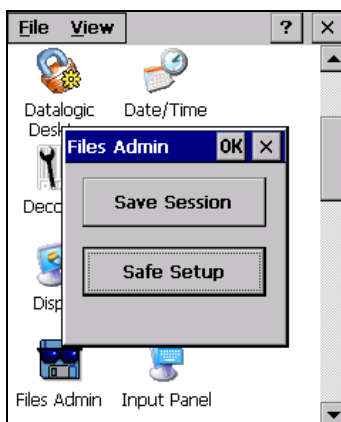 File View ? ×
Datalogic Date/Time
Files Admin OK ×
Save Session
Safe Setup
Files Admin Input Panel